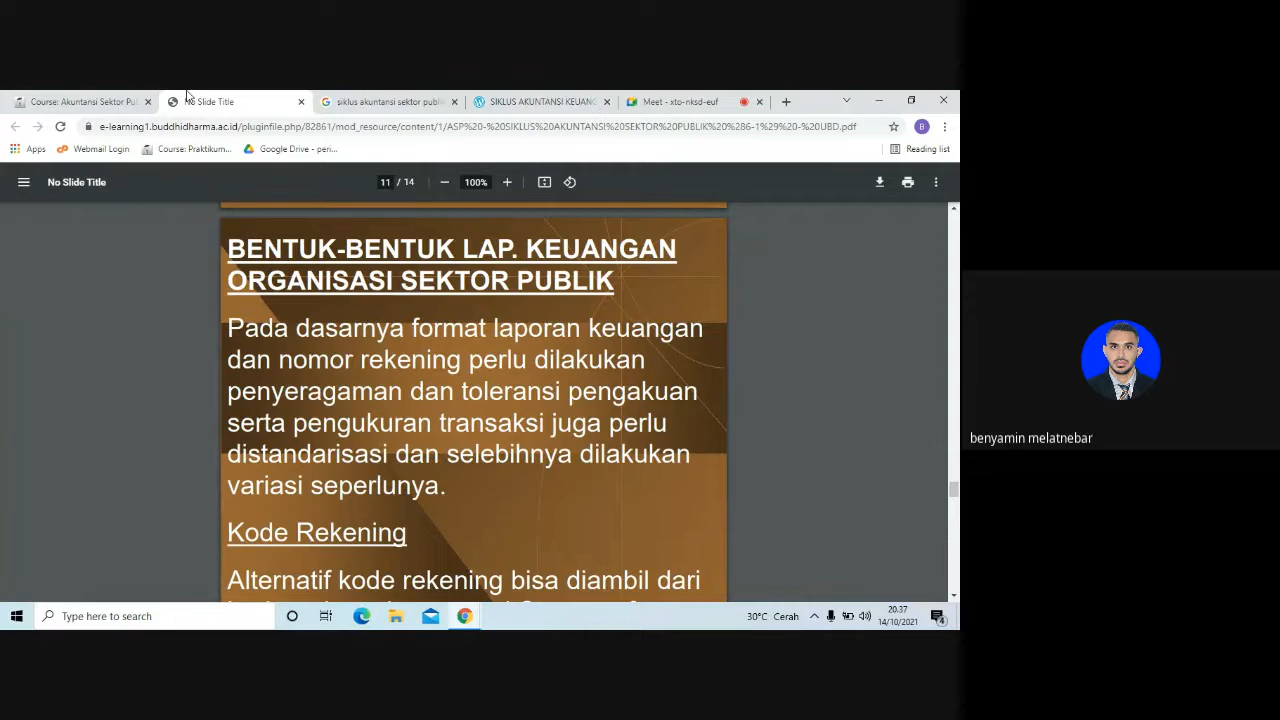 Course: Akuntansi Sektor Pu
No Slide Title
siklus akuntansi sektor publi
SIKLUS AKUNTANSI KEUANG
Meet - xto-nksd-euf
e-learning1.buddhidharma.ac.id/pluginfile.php/82861/mod_resource/content/1/ASP%20-%20SIKLUS%20AKUNTANSI%20SEKTOR%20PUBLIK%20%286-1%29%20-%20UBD.pdf
B
Apps
Webmail Login
Course: Praktikum...
Google Drive - peri...
Reading list
No Slide Title
11 / 14
100%
BENTUK-BENTUK LAP. KEUANGAN
ORGANISASI SEKTOR PUBLIK
Pada dasarnya format laporan keuangan
dan nomor rekening perlu dilakukan
penyeragaman dan toleransi pengakuan
serta pengukuran transaksi juga perlu
distandarisasi dan selebihnya dilakukan
variasi seperlunya.
Kode Rekening
Alternatif kode rekening bisa diambil dari
benyamin melatnebar
Type here to search
30°C Cerah
20.37
14/10/2021
4